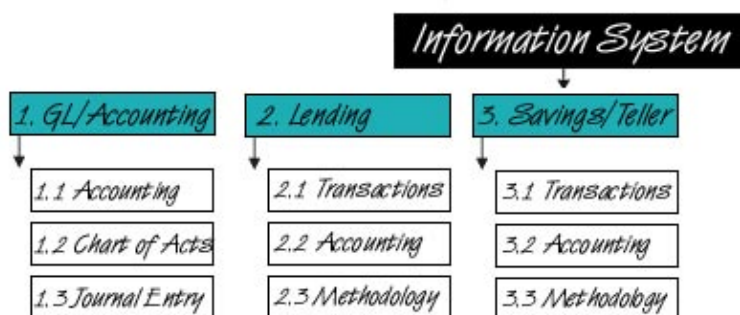 Information System
1. GL/Accounting
2. Lending
3. Savings/Teller
1.1 Accounting
2.1 Transactions
3.1 Transactions
1.2 Chart of Acts
2.2 Accounting
3.2 Accounting
1.3 Journal Entry
2.3 Methodology
3.3 Methodology